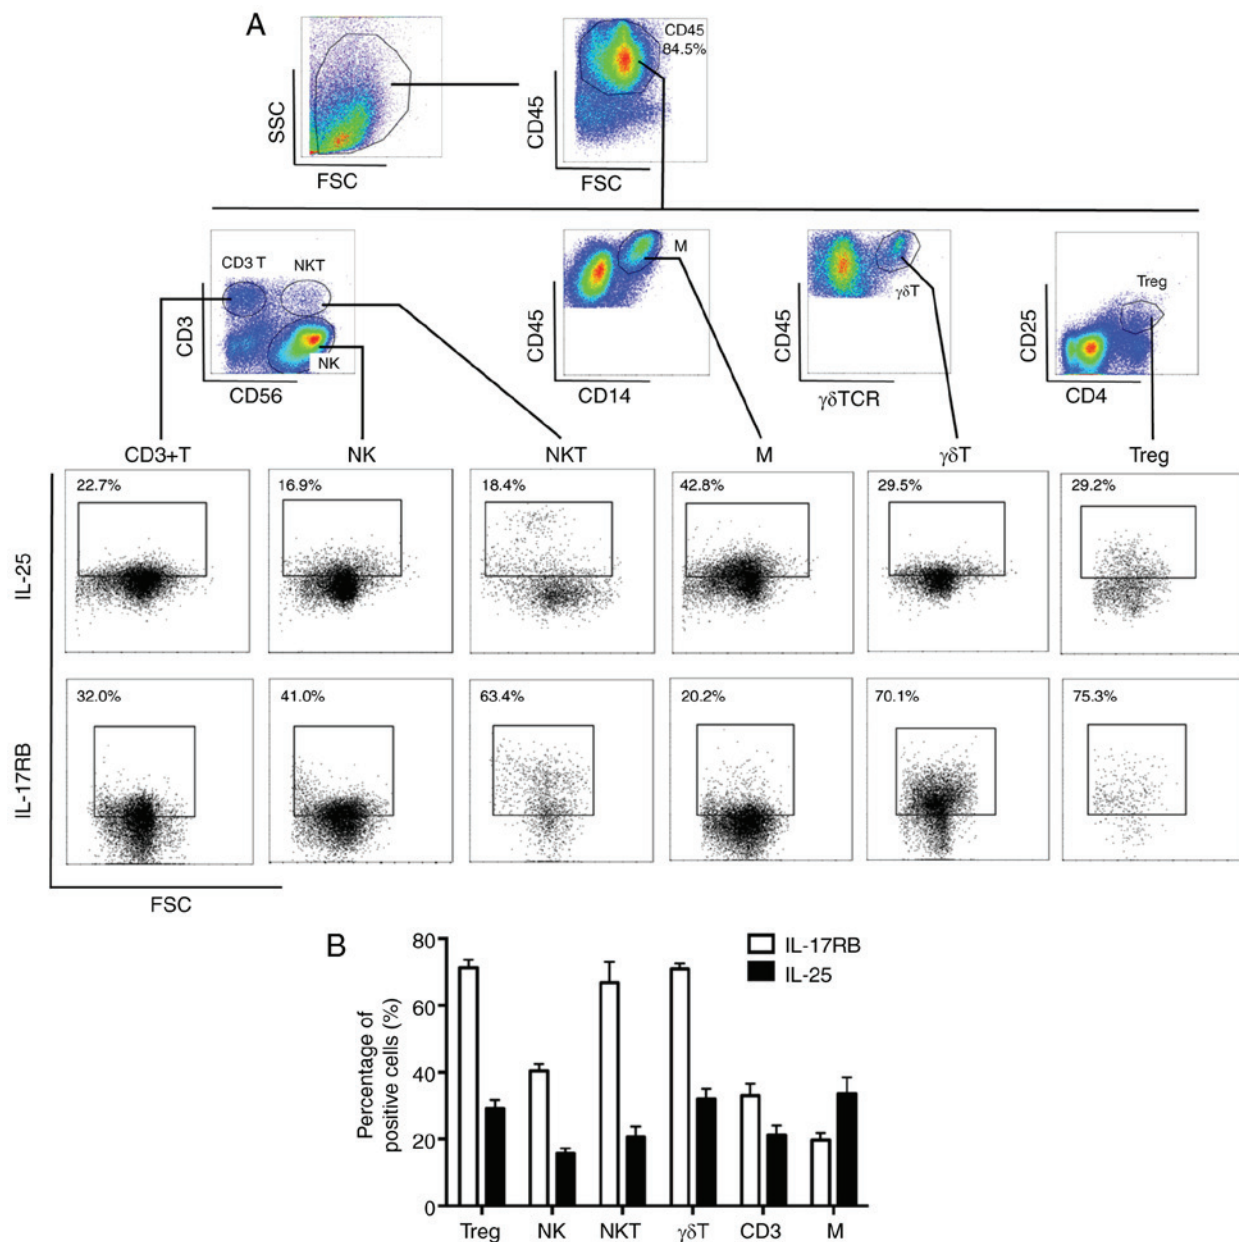 A
SSC
FSC
CD45
84.5%
CD45
FSC
CD3 T
NKT
NK
CD3
CD56
M
CD45
CD14
γδT
CD45
γδTCR
Treg
CD25
CD4
CD3+T
NK
NKT
M
γδT
Treg
IL-25
22.7%
16.9%
18.4%
42.8%
29.5%
29.2%
IL-17RB
32.0%
41.0%
63.4%
20.2%
70.1%
75.3%
FSC
B
IL-17RB
IL-25
Percentage of
positive cells (%)
80
60
40
20
0
Treg
NK
NKT
γδT
CD3
M